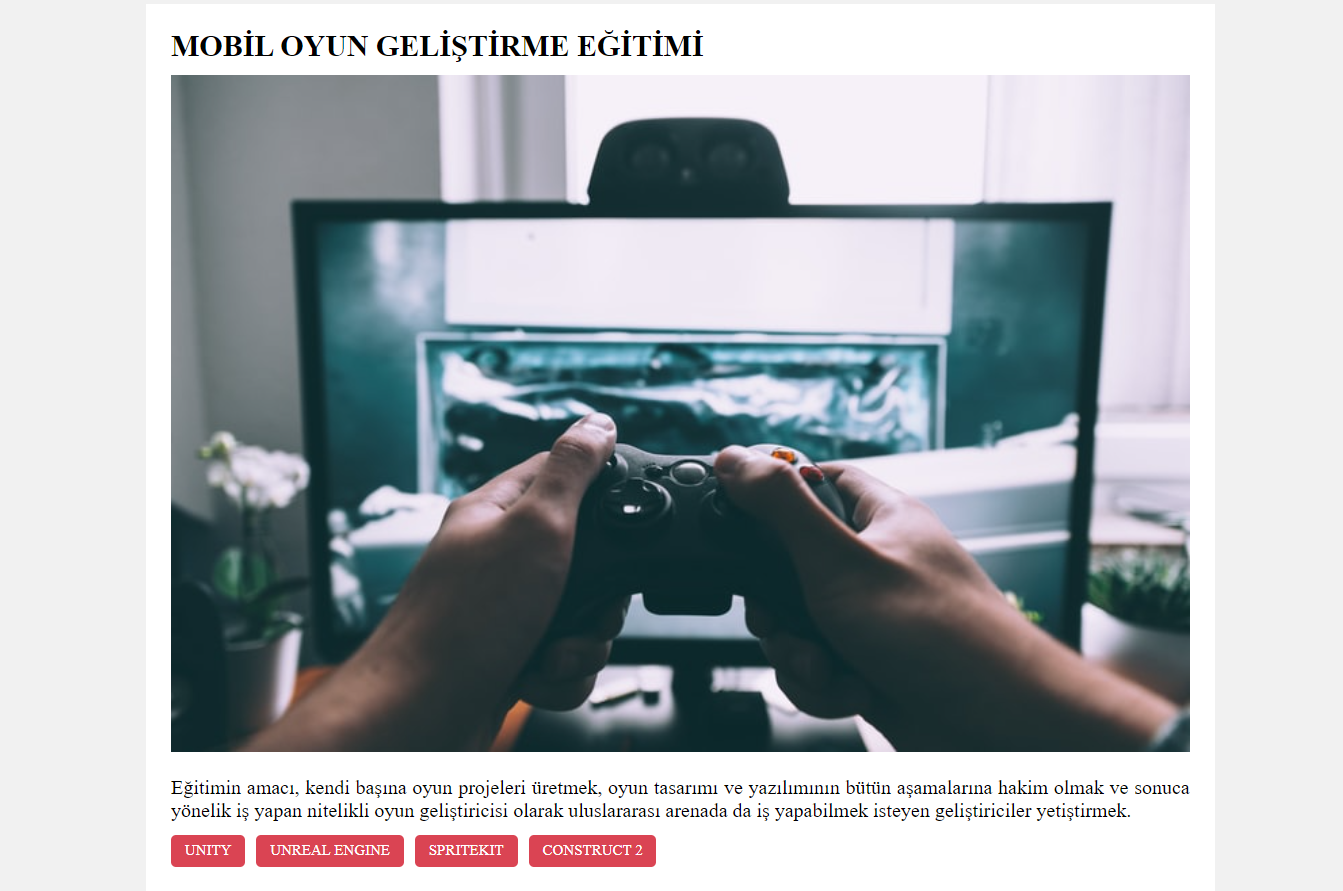 MOBİL OYUN GELİŞTİRME EĞİTİMİ
Eğitimin amacı, kendi başına oyun projeleri üretmek, oyun tasarımı ve yazılımının bütün aşamalarına hakim olmak ve sonuca
yönelik iş yapan nitelikli oyun geliştiricisi olarak uluslararası arenada da iş yapabilmek isteyen geliştiriciler yetiştirmek.
UNITY UNREAL ENGINE SPRITEKIT CONSTRUCT 2